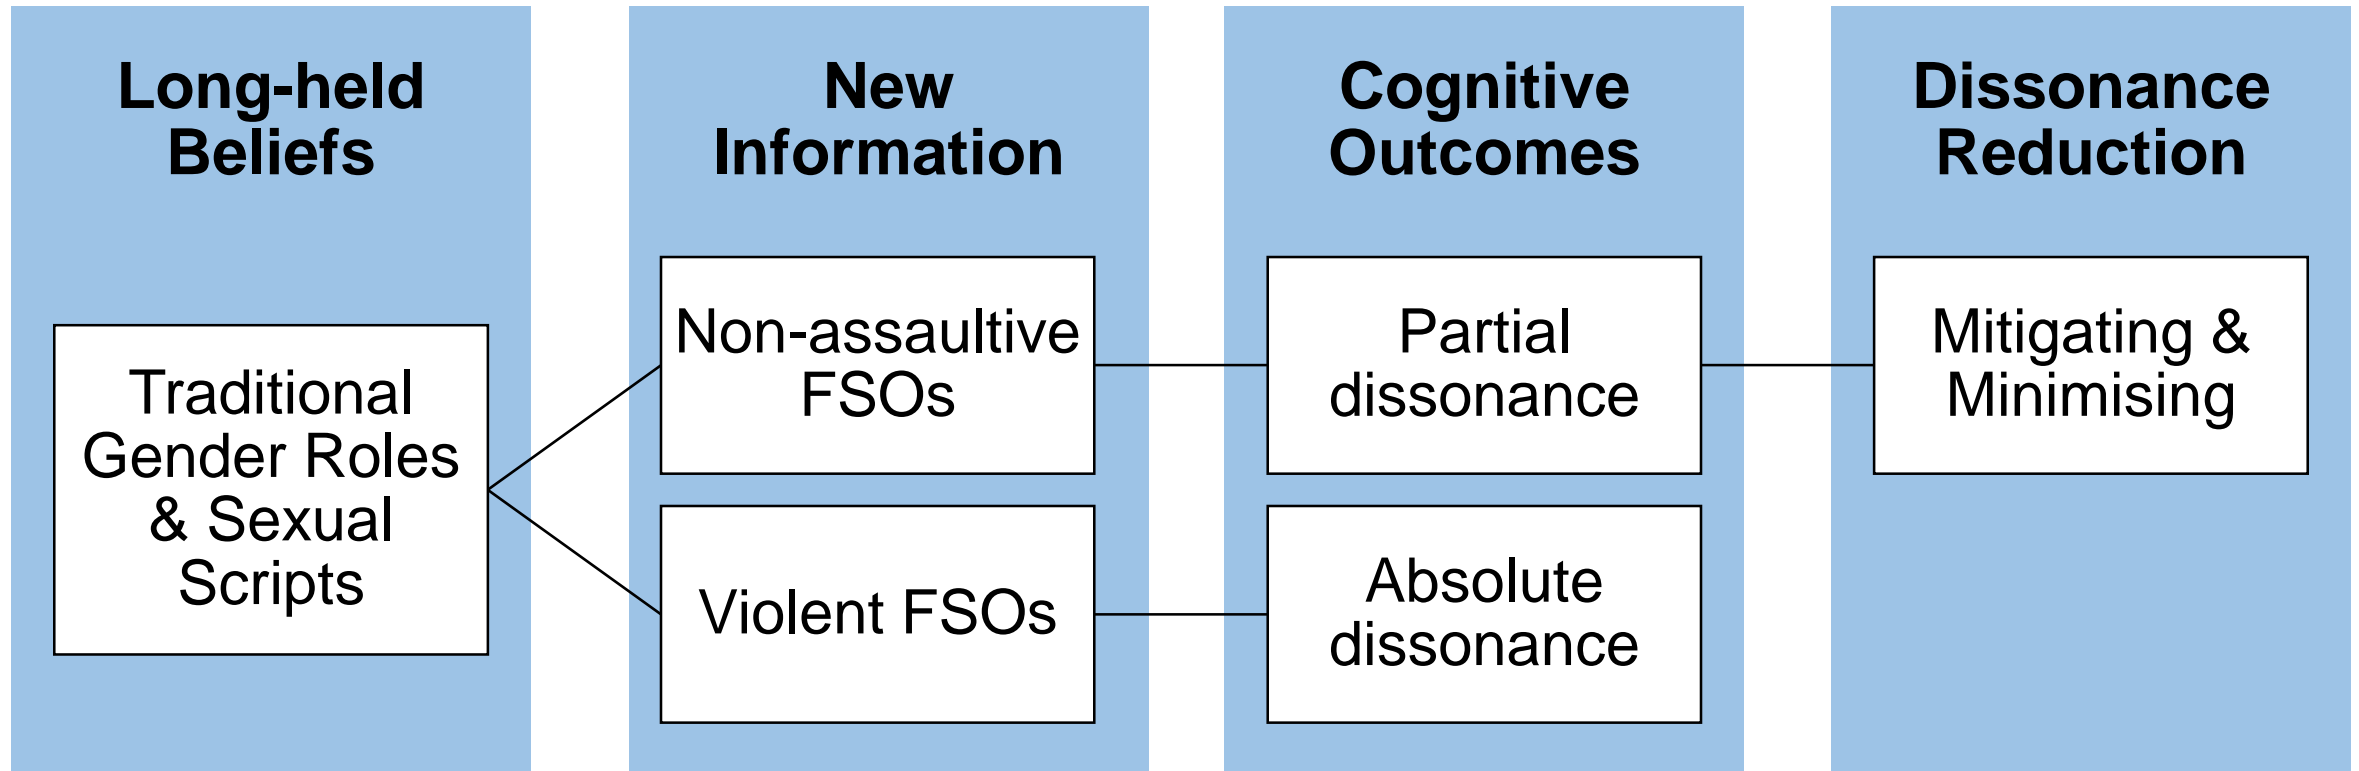 Long-held
Beliefs
New
Information
Cognitive
Outcomes
Dissonance
Reduction
Traditional
Gender Roles
& Sexual
Scripts
Non-assaultive
FSOs
Violent FSOs
Partial
dissonance
Absolute
dissonance
Mitigating &
Minimising